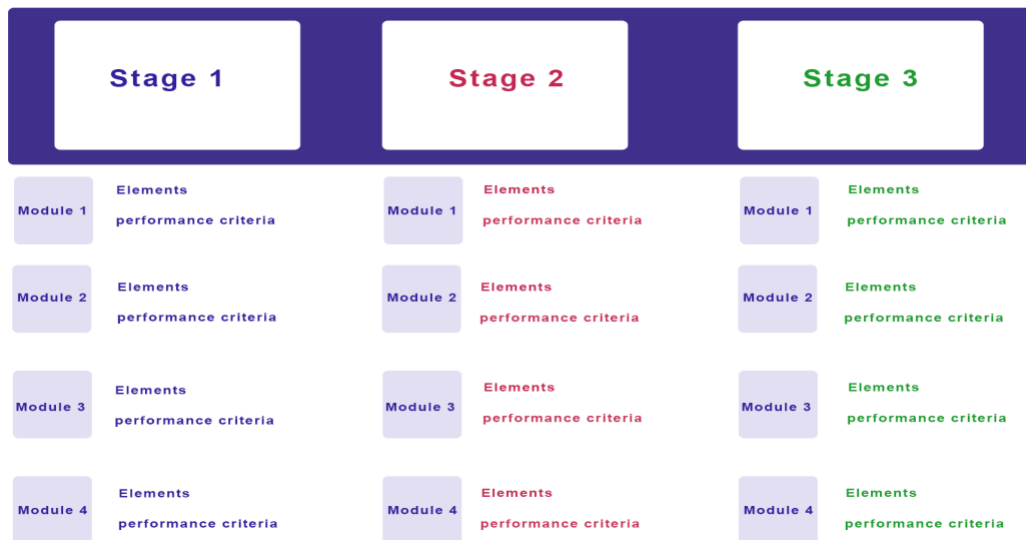 Stage 1
Stage 2
Stage 3
Module 1
Elements
performance criteria
Module 1
Elements
performance criteria
Module 1
Elements
performance criteria
Module 2
Elements
performance criteria
Module 2
Elements
performance criteria
Module 2
Elements
performance criteria
Module 3
Elements
performance criteria
Module 3
Elements
performance criteria
Module 3
Elements
performance criteria
Module 4
Elements
performance criteria
Module 4
Elements
performance criteria
Module 4
Elements
performance criteria